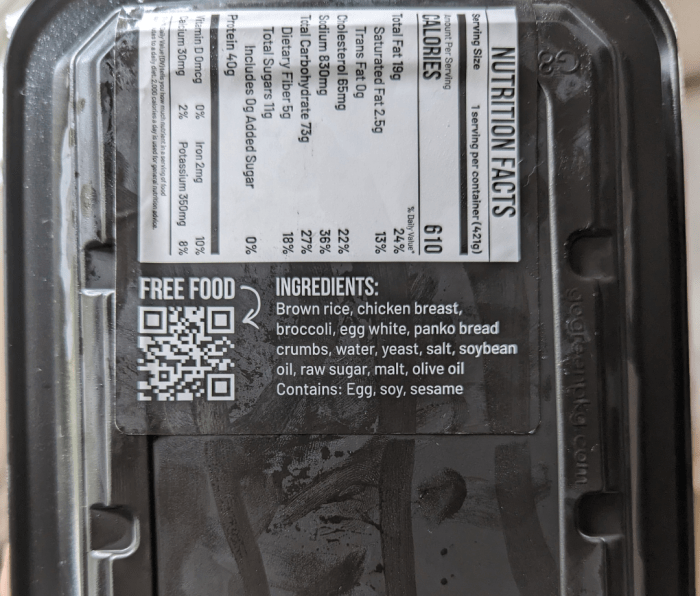 NUTRITION FACTS
Serving Size 1 serving per container (421g)
Amount Per Serving
CALORIES 610
% Daily Value*
Total Fat 19g 24%
Saturated Fat 2.5g 13%
Trans Fat 0g
Cholesterol 65mg 22%
Sodium 830mg 36%
Total Carbohydrate 73g 27%
Dietary Fiber 5g 18%
Total Sugars 11g
Includes 0g Added Sugar 0%
Protein 40g
Vitamin D 0mcg 0% Iron 2mg 10%
Calcium 30mg 2% Potassium 350mg 8%
FREE FOOD
INGREDIENTS:
Brown rice, chicken breast,
broccoli, egg white, panko bread
crumbs, water, yeast, salt, soybean
oil, raw sugar, malt, olive oil
Contains: Egg, soy, sesame